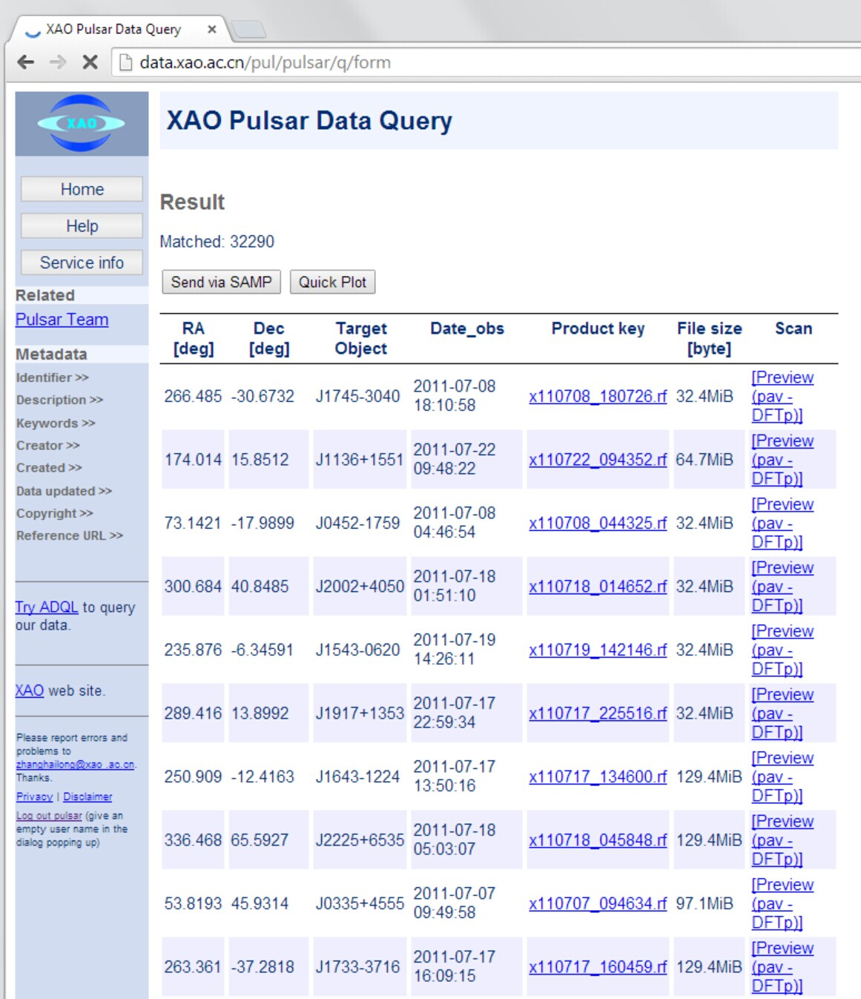 XAO Pulsar Data Query
data.xao.ac.cn/pul/pulsar/q/form
XAO
XAO Pulsar Data Query
Home
Help
Service info
Related
Pulsar Team
Metadata
Identifier >>
Description >>
Keywords >>
Creator >>
Created >>
Data updated >>
Copyright >>
Reference URL >>
Try ADQL to query
our data.
XAO web site.
Please report errors and
problems to
zhanghailong@xao .ac.cn.
Thanks.
Privacy | Disclaimer
Log out pulsar (give an
empty user name in the
dialog popping up)
Result
Matched: 32290
Send via SAMP Quick Plot
RA Dec Target Date_obs Product key File size Scan
[deg] [deg] Object [byte]
[Preview
2011-07-08
266.485 -30.6732 J1745-3040 x110708_180726.rf 32.4MiB (pav -
18:10:58
DFTp)]
[Preview
2011-07-22
174.014 15.8512 J1136+1551 x110722_094352.rf 64.7MiB (pav -
09:48:22
DFTp)]
[Preview
2011-07-08
73.1421 -17.9899 J0452-1759 x110708_044325.rf 32.4MiB (pav -
04:46:54
DFTp)]
[Preview
2011-07-18
300.684 40.8485 J2002+4050 x110718_014652.rf 32.4MiB (pav -
01:51:10
DFTp)]
[Preview
2011-07-19
235.876 -6.34591 J1543-0620 x110719_142146.rf 32.4MiB (pav -
14:26:11
DFTp)]
[Preview
2011-07-17
289.416 13.8992 J1917+1353 x110717_225516.rf 32.4MiB (pav -
22:59:34
DFTp)]
[Preview
2011-07-17
250.909 -12.4163 J1643-1224 x110717_134600.rf 129.4MiB (pav -
13:50:16
DFTp)]
[Preview
2011-07-18
336.468 65.5927 J2225+6535 x110718_045848.rf 129.4MiB (pav -
05:03:07
DFTp)]
[Preview
2011-07-07
53.8193 45.9314 J0335+4555 x110707_094634.rf 97.1MiB (pav -
09:49:58
DFTp)]
[Preview
2011-07-17
263.361 -37.2818 J1733-3716 x110717_160459.rf 129.4MiB (pav -
16:09:15
DFTp)]